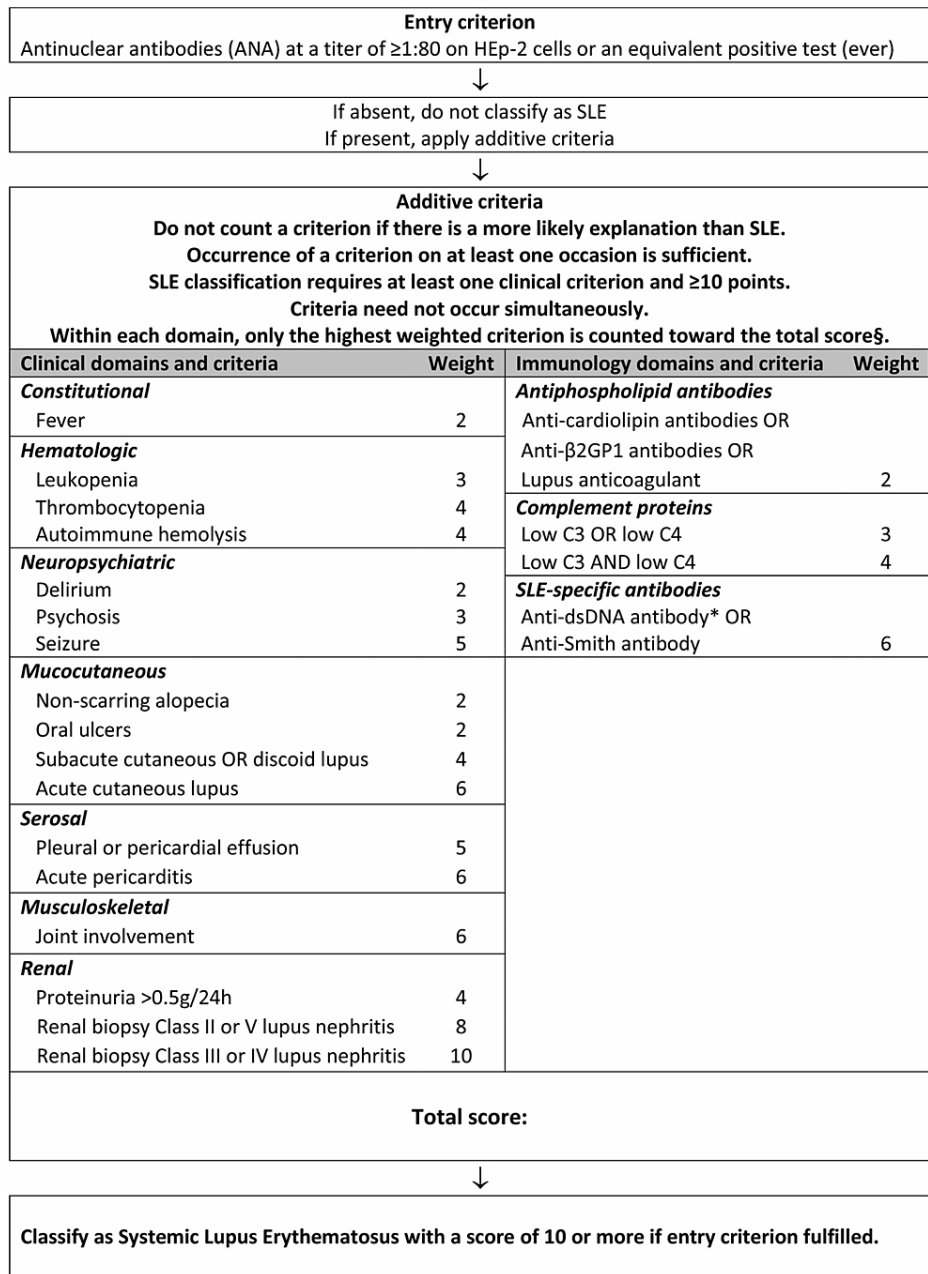 Entry criterion
Antinuclear antibodies (ANA) at a titer of ≥1:80 on HEp-2 cells or an equivalent positive test (ever)
↓
If absent, do not classify as SLE
If present, apply additive criteria
↓
Additive criteria
Do not count a criterion if there is a more likely explanation than SLE.
Occurrence of a criterion on at least one occasion is sufficient.
SLE classification requires at least one clinical criterion and ≥10 points.
Criteria need not occur simultaneously.
Within each domain, only the highest weighted criterion is counted toward the total score§.
Clinical domains and criteria Weight
Constitutional
Fever 2
Hematologic
Leukopenia 3
Thrombocytopenia 4
Autoimmune hemolysis 4
Neuropsychiatric
Delirium 2
Psychosis 3
Seizure 5
Mucocutaneous
Non-scarring alopecia 2
Oral ulcers 2
Subacute cutaneous OR discoid lupus 4
Acute cutaneous lupus 6
Serosal
Pleural or pericardial effusion 5
Acute pericarditis 6
Musculoskeletal
Joint involvement 6
Renal
Proteinuria >0.5g/24h 4
Renal biopsy Class II or V lupus nephritis 8
Renal biopsy Class III or IV lupus nephritis 10
Immunology domains and criteria Weight
Antiphospholipid antibodies
Anti-cardiolipin antibodies OR
Anti-β2GP1 antibodies OR
Lupus anticoagulant 2
Complement proteins
Low C3 OR low C4 3
Low C3 AND low C4 4
SLE-specific antibodies
Anti-dsDNA antibody* OR
Anti-Smith antibody 6
Total score:
↓
Classify as Systemic Lupus Erythematosus with a score of 10 or more if entry criterion fulfilled.